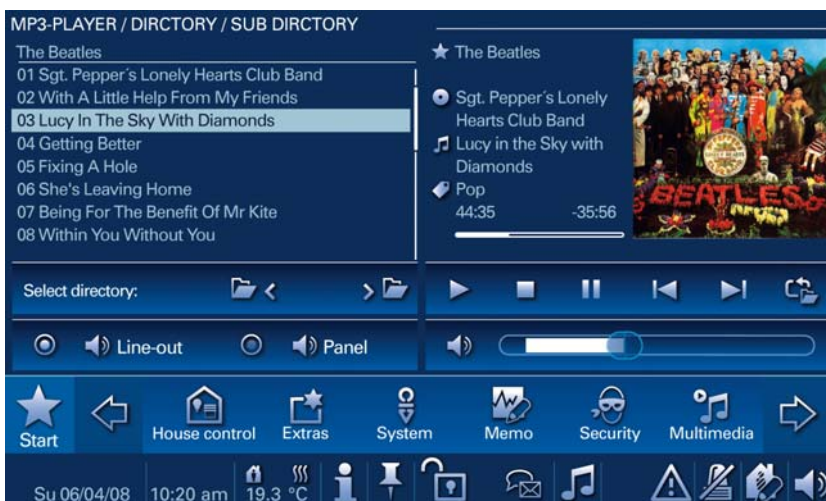 MP3-PLAYER / DIRCTORY / SUB DIRCTORY
The Beatles
01 Sgt. Pepper´s Lonely Hearts Club Band
02 With A Little Help From My Friends
03 Lucy In The Sky With Diamonds
04 Getting Better
05 Fixing A Hole
06 She's Leaving Home
07 Being For The Benefit Of Mr Kite
08 Within You Without You
The Beatles
Sgt. Pepper´s Lonely
Hearts Club Band
Lucy in the Sky with
Diamonds
Pop
44:35 -35:56
LONELY HEARTS
BEATLES
Select directory: < >
Line-out Panel
Start House control Extras System Memo Security Multimedia
Su 06/04/08 10:20 am 19.3 °C